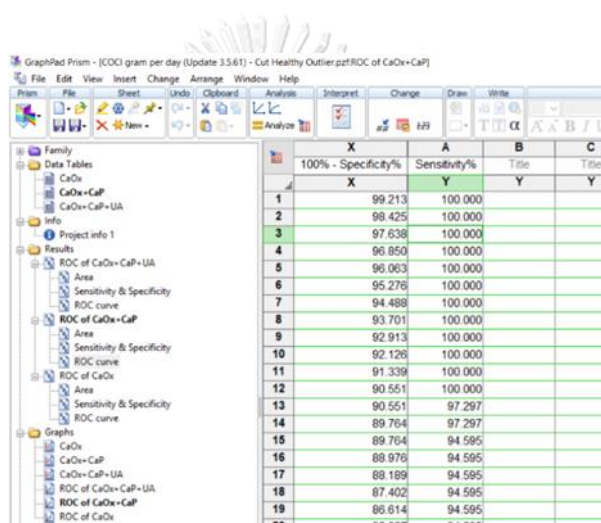 GraphPad Prism - [COCI gram per day (Update 3.5.61) - Cut Healthy Outlier.pzf:ROC of CaOx+CaP]
File Edit View Insert Change Arrange Window Help
Prism File Sheet Undo Clipboard Analysis Interpret Change Draw Write
New Analyze 123 T α A A B I
Family
Data Tables
CaOx
CaOx+CaP
CaOx+CaP+UA
Info
Project info 1
Results
ROC of CaOx+CaP+UA
Area
Sensitivity & Specificity
ROC curve
ROC of CaOx+CaP
Area
Sensitivity & Specificity
ROC curve
ROC of CaOx
Area
Sensitivity & Specificity
ROC curve
Graphs
CaOx
CaOx+CaP
CaOx+CaP+UA
ROC of CaOx+CaP+UA
ROC of CaOx+CaP
ROC of CaOx
X A B C
100% - Specificity% Sensitivity% Title Title
X Y Y Y
1 99.213 100.000
2 98.425 100.000
3 97.638 100.000
4 96.850 100.000
5 96.063 100.000
6 95.276 100.000
7 94.488 100.000
8 93.701 100.000
9 92.913 100.000
10 92.126 100.000
11 91.339 100.000
12 90.551 100.000
13 90.551 97.297
14 89.764 97.297
15 89.764 94.595
16 88.976 94.595
17 88.189 94.595
18 87.402 94.595
19 86.614 94.595